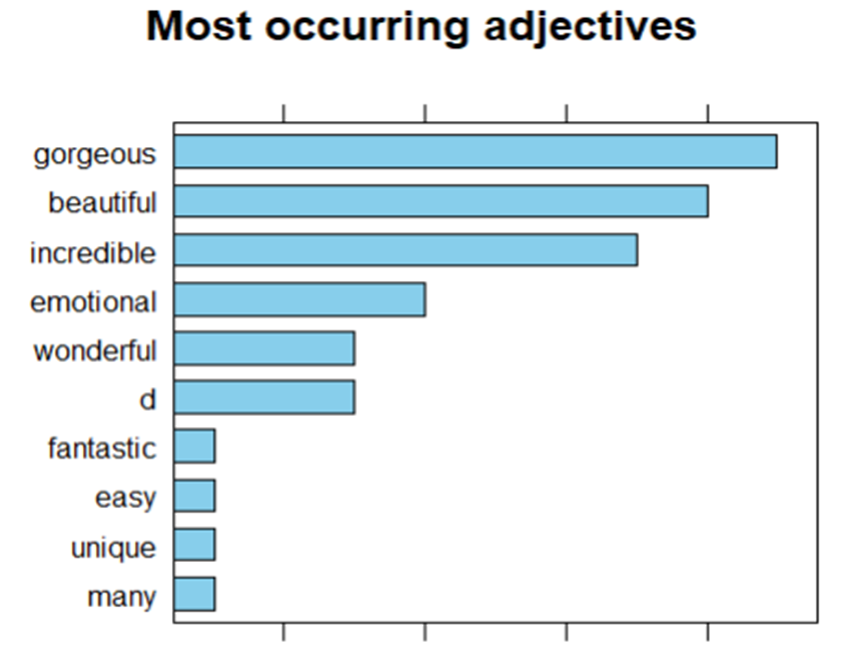 Most occurring adjectives
gorgeous
beautiful
incredible
emotional
wonderful
d
fantastic
easy
unique
many